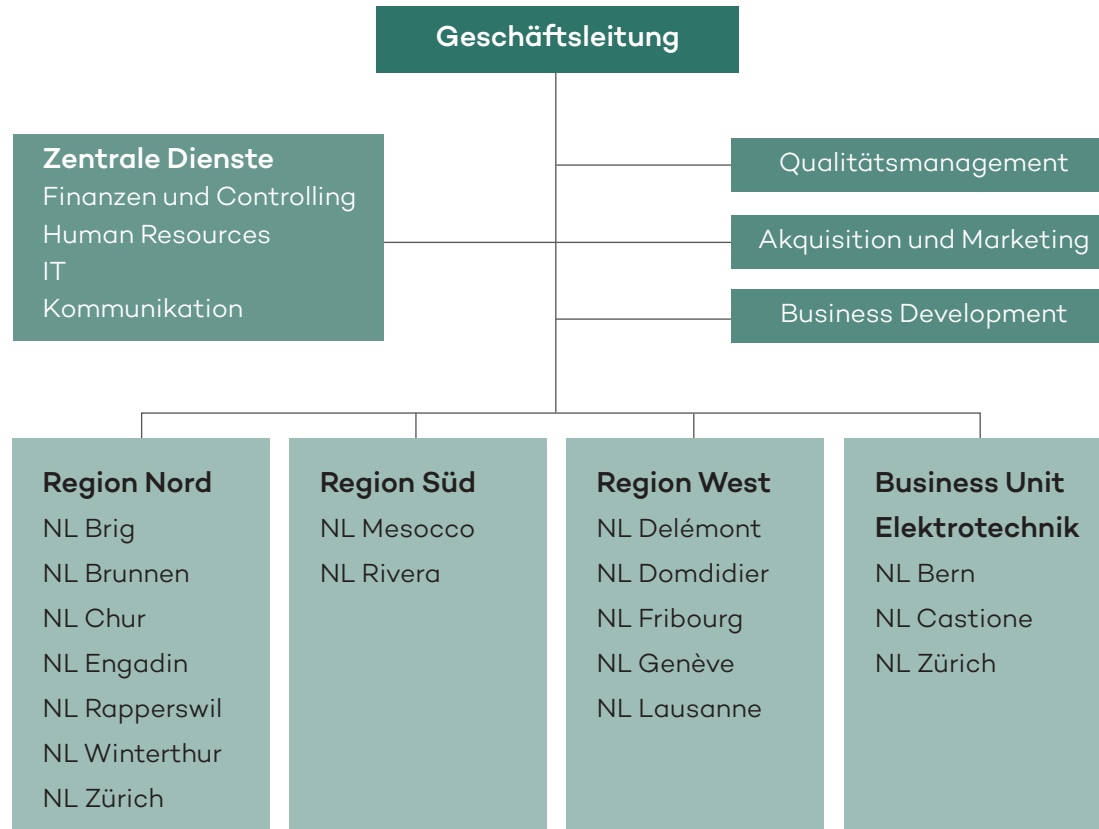 Geschäftsleitung
Zentrale Dienste
Finanzen und Controlling
Human Resources
IT
Kommunikation
Qualitätsmanagement
Akquisition und Marketing
Business Development
Region Nord
NL Brig
NL Brunnen
NL Chur
NL Engadin
NL Rapperswil
NL Winterthur
NL Zürich
Region Süd
NL Mesocco
NL Rivera
Region West
NL Delémont
NL Domdidier
NL Fribourg
NL Genève
NL Lausanne
Business Unit
Elektrotechnik
NL Bern
NL Castione
NL Zürich